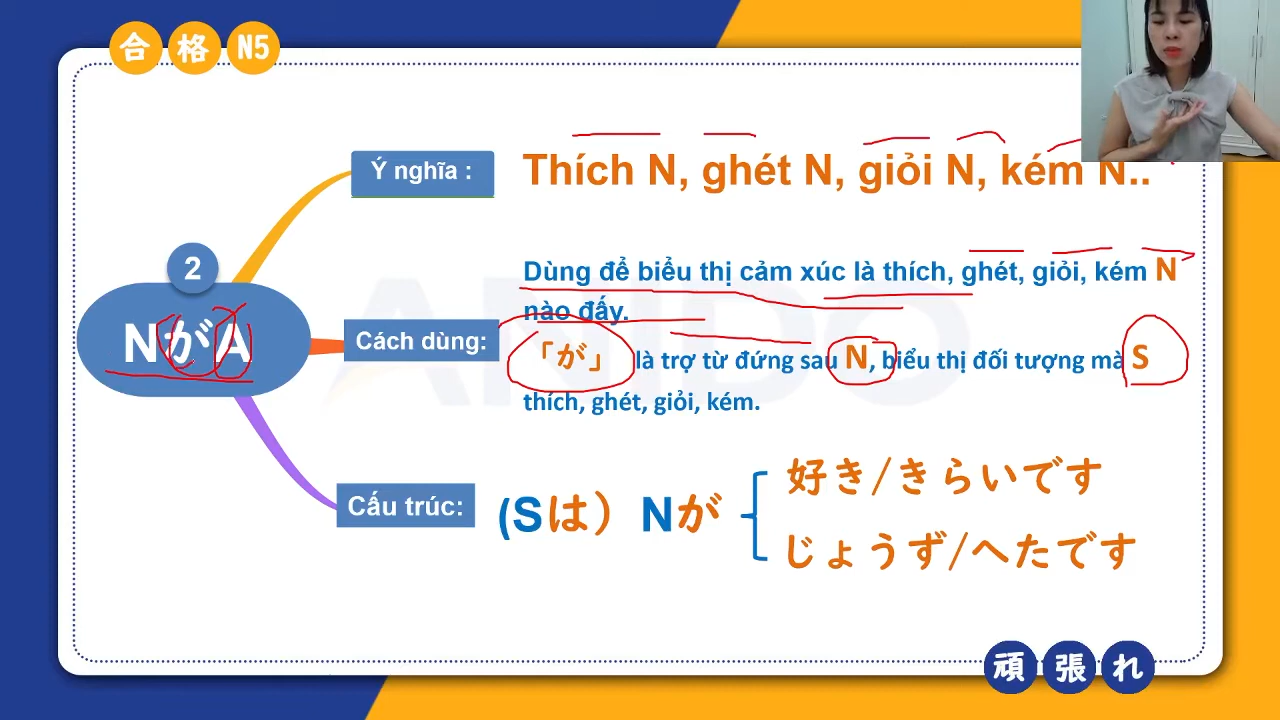 合 格 N5
Ý nghĩa :
Thích N, ghét N, giỏi N, kém N..
2
NがA
Cách dùng:
Dùng để biểu thị cảm xúc là thích, ghét, giỏi, kém N
nào đấy.
「が」 là trợ từ đứng sau N, biểu thị đối tượng mà S
thích, ghét, giỏi, kém.
Cấu trúc:
(Sは） Nが
好き/きらいです
じょうず/へたです
ANDO
頑 張 れ